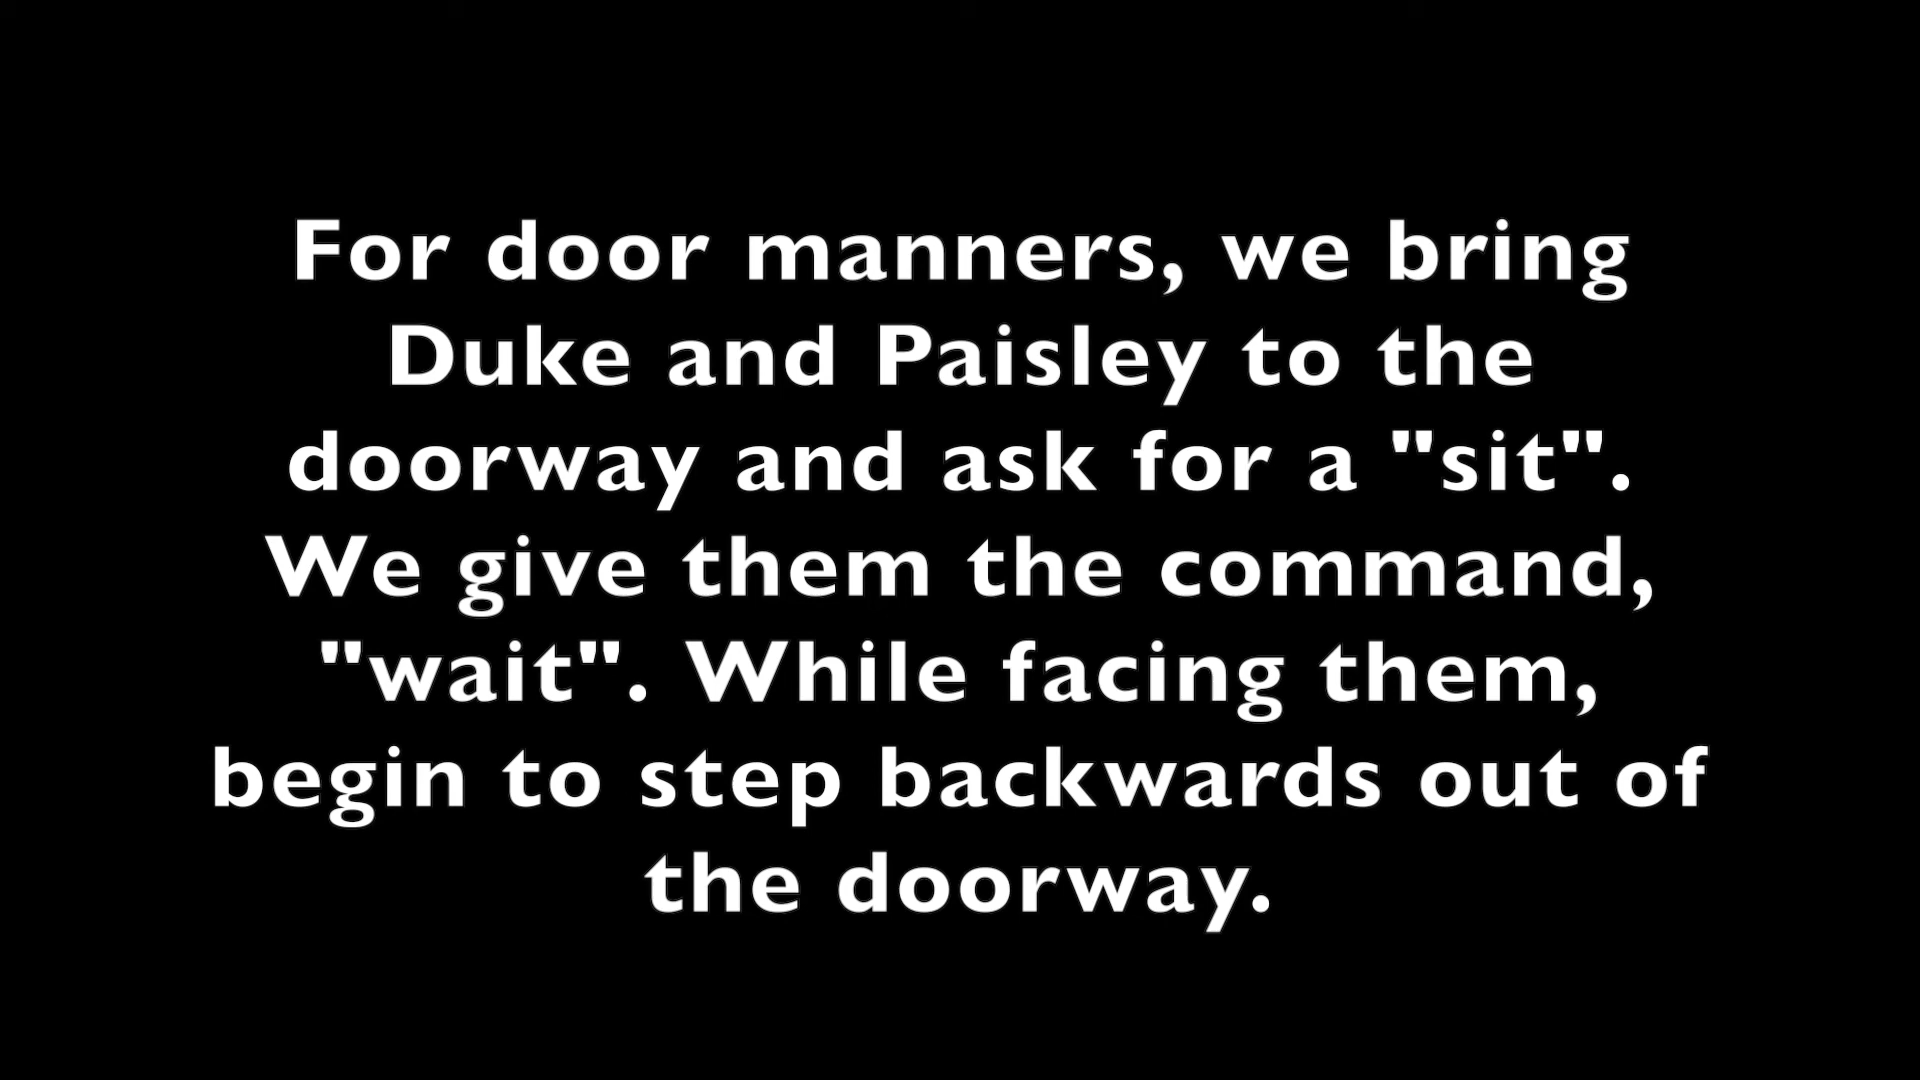 For door manners, we bring
Duke and Paisley to the
doorway and ask for a "sit".
We give them the command,
"wait". While facing them,
begin to step backwards out of
the doorway.